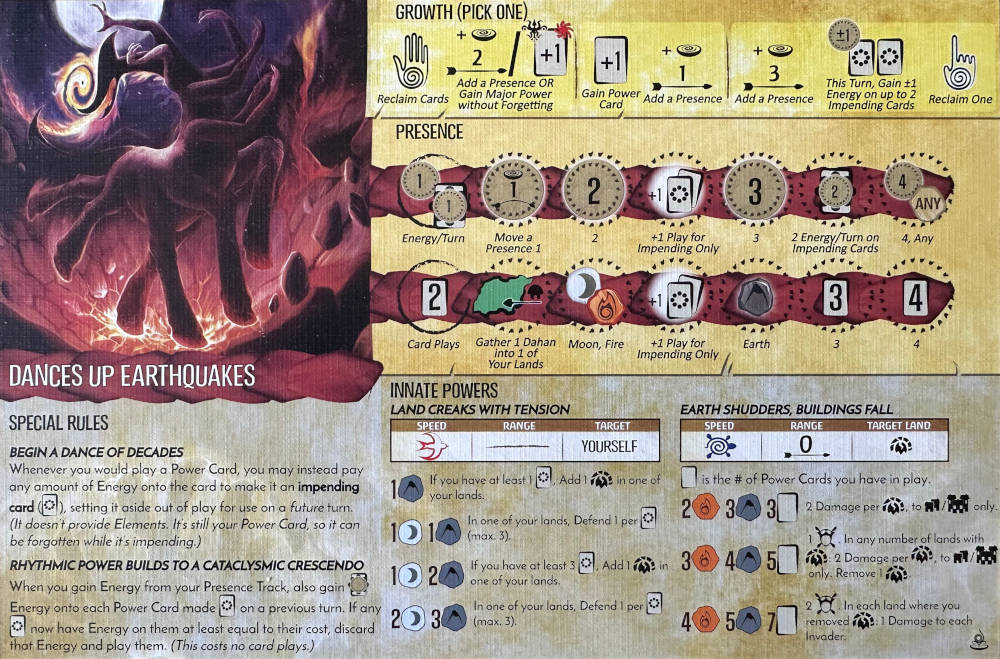 GROWTH (PICK ONE)
+
2
/
+1
+1
+
1
+
3
±1
Reclaim Cards
Add a Presence OR
Gain Major Power
without Forgetting
Gain Power
Card
Add a Presence
Add a Presence
This Turn, Gain ±1
Energy on up to 2
Impending Cards
Reclaim One
PRESENCE
1
1
1
2
+1
3
2
4
ANY
Energy/Turn
Move a
Presence 1
2
+1 Play for
Impending Only
3
2 Energy/Turn on
Impending Cards
4, Any
2
+1
3
4
Card Plays
Gather 1 Dahan
into 1 of
Your Lands
Moon, Fire
+1 Play for
Impending Only
Earth
3
4
DANCES UP EARTHQUAKES
SPECIAL RULES
BEGIN A DANCE OF DECADES
Whenever you would play a Power Card, you may instead pay
any amount of Energy onto the card to make it an impending
card ( ), setting it aside out of play for use on a future turn.
(It doesn't provide Elements. It's still your Power Card, so it can
be forgotten while it's impending.)
RHYTHMIC POWER BUILDS TO A CATACLYSMIC CRESCENDO
When you gain Energy from your Presence Track, also gain
Energy onto each Power Card made on a previous turn. If any
now have Energy on them at least equal to their cost, discard
that Energy and play them. (This costs no card plays.)
INNATE POWERS
LAND CREAKS WITH TENSION
SPEED RANGE TARGET
YOURSELF
1 If you have at least 1 , Add 1 in one of
your lands.
1 1 In one of your lands, Defend 1 per
(max. 3).
1 2 If you have at least 3 , Add 1 in
one of your lands.
2 3 In one of your lands, Defend 1 per
(max. 3).
EARTH SHUDDERS, BUILDINGS FALL
SPEED RANGE TARGET LAND
0
is the # of Power Cards you have in play.
2 3 3 2 Damage per , to / only.
3 4 5 1 . In any number of lands with
: 2 Damage per , to /
only. Remove 1 .
4 5 7 2 . In each land where you
removed : 1 Damage to each
Invader.